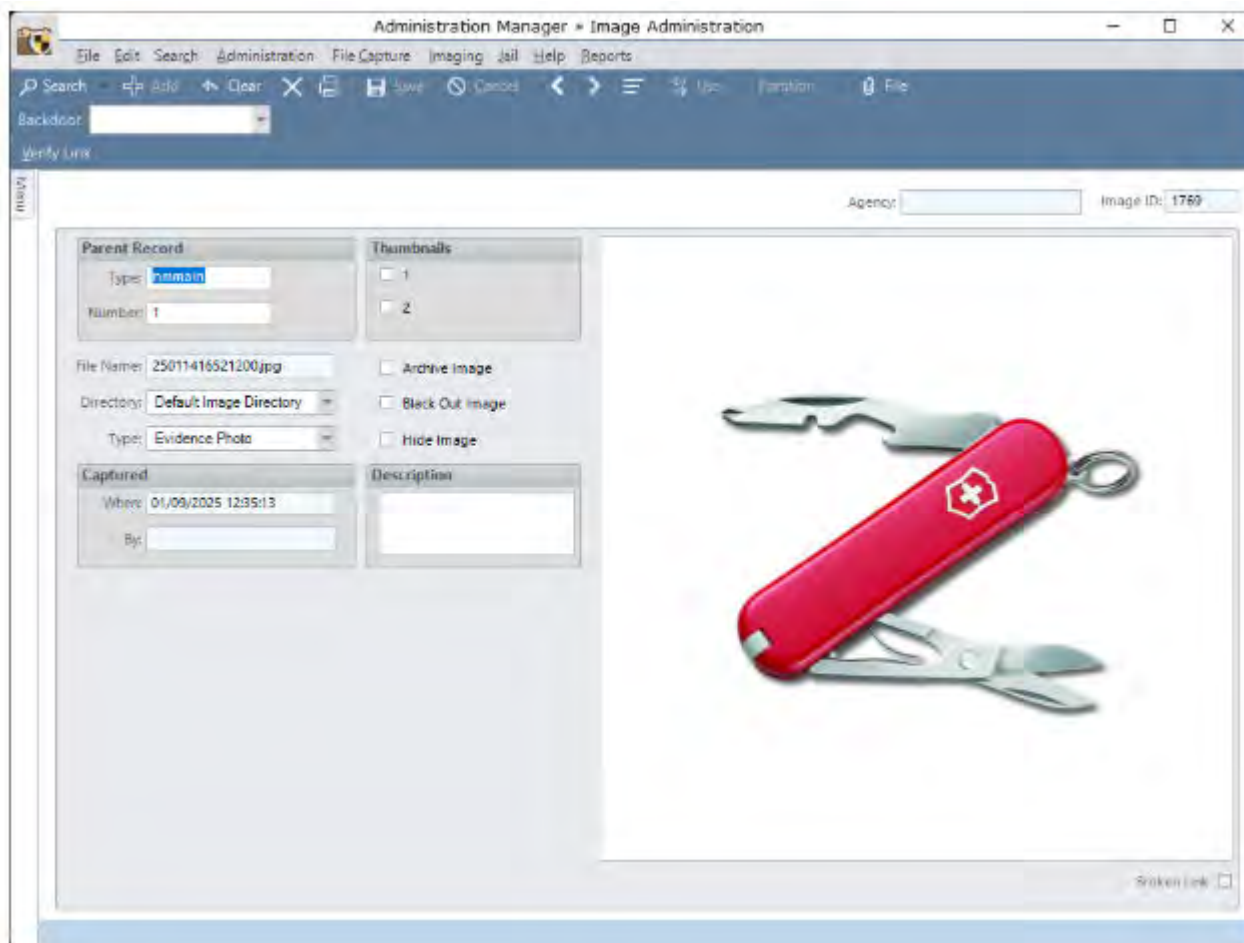 Administration Manager - Image Administration
File Edit Search Administration File Capture Imaging Jail Help Reports
Search Add Clear Save Cancel Use Partition File
Backdoor
Verify Link
Menu
Agency: Image ID: 1769
Parent Record
Type: nmmain
Number: 1
Thumbnails
1
2
File Name: 25011416521200.jpg
Directory: Default Image Directory
Type: Evidence Photo
Archive Image
Black Out Image
Hide Image
Captured
When: 01/09/2025 12:35:13
By:
Description
Broken Link